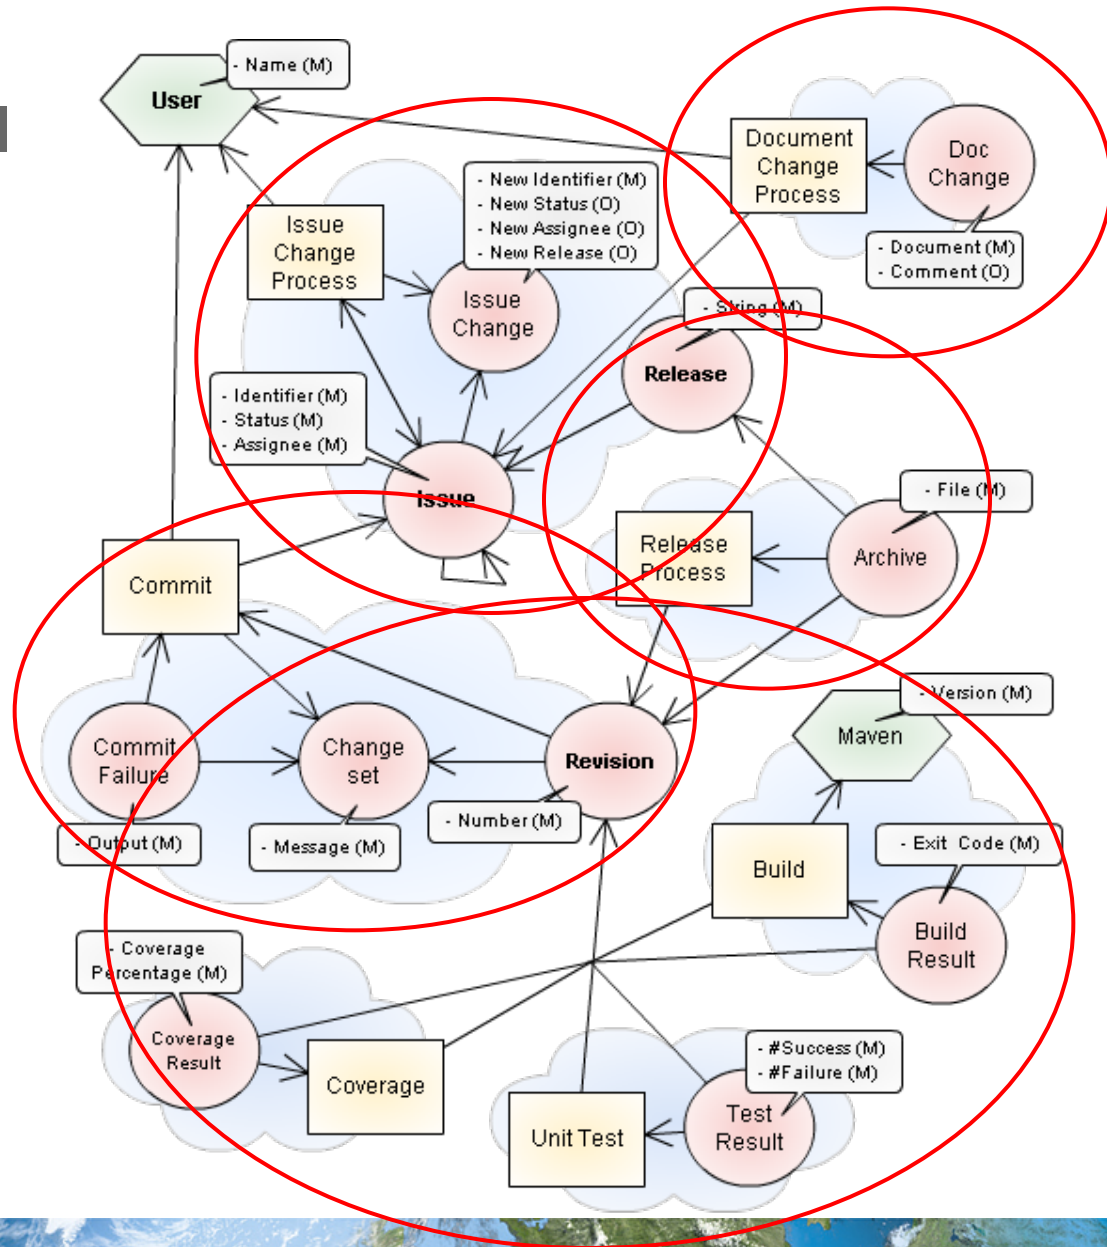 - Name (M)
User
Document
Change
Process
Doc
Change
- Document (M)
- Comment (O)
- New Identifier (M)
- New Status (O)
- New Assignee (O)
- New Release (O)
Issue
Change
Process
Issue
Change
- String (M)
Release
- Identifier (M)
- Status (M)
- Assignee (M)
Issue
- File (M)
Release
Process
Archive
Commit
- Version (M)
Maven
Commit
Failure
Change
set
Revision
- Number (M)
- Output (M)
- Message (M)
- Exit Code (M)
Build
Build
Result
- Coverage
Percentage (M)
Coverage
Result
Coverage
- #Success (M)
- #Failure (M)
Unit Test
Test
Result